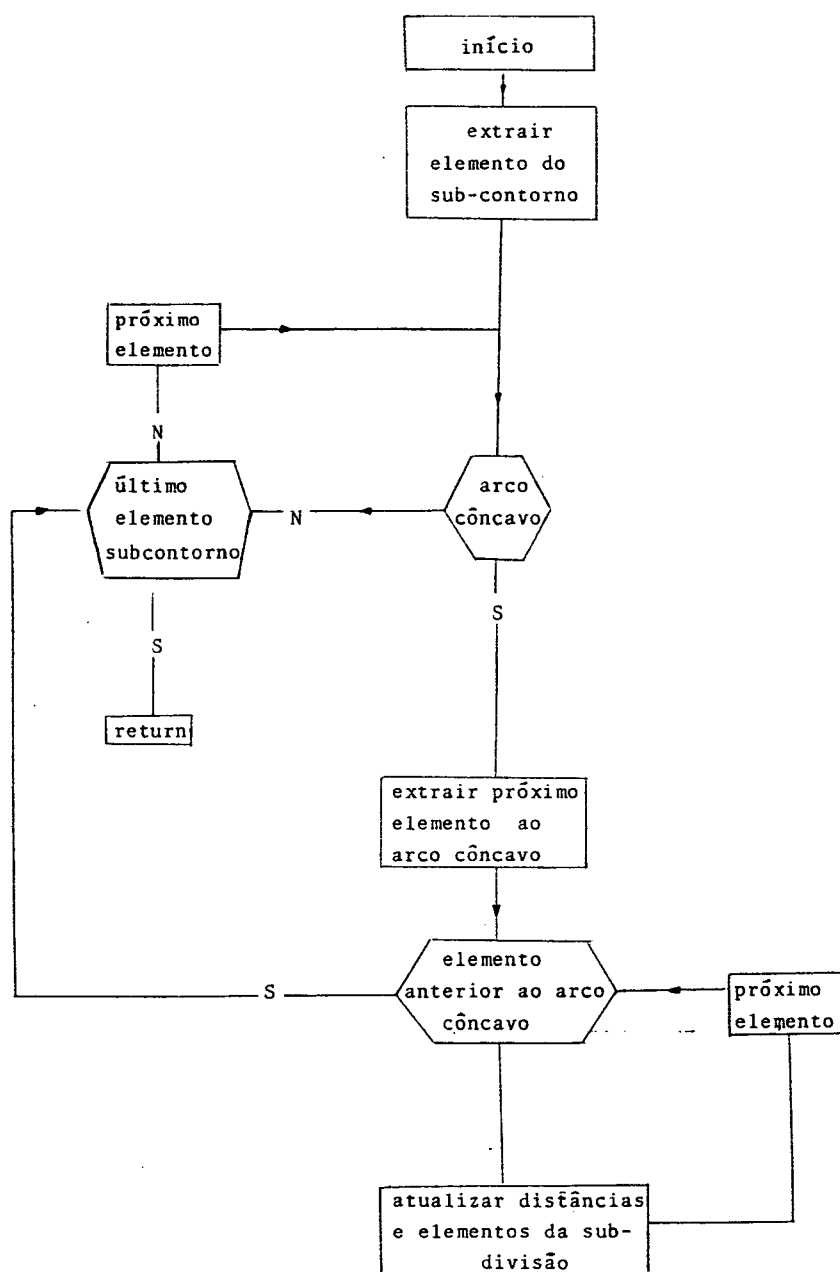 início
extrair
elemento do
sub-contorno
próximo
elemento
N
último
elemento
subcontorno
N
arco
côncavo
S
S
return
extrair próximo
elemento ao
arco côncavo
elemento
anterior ao arco
côncavo
S
próximo
elemento
atualizar distâncias
e elementos da sub-
divisão